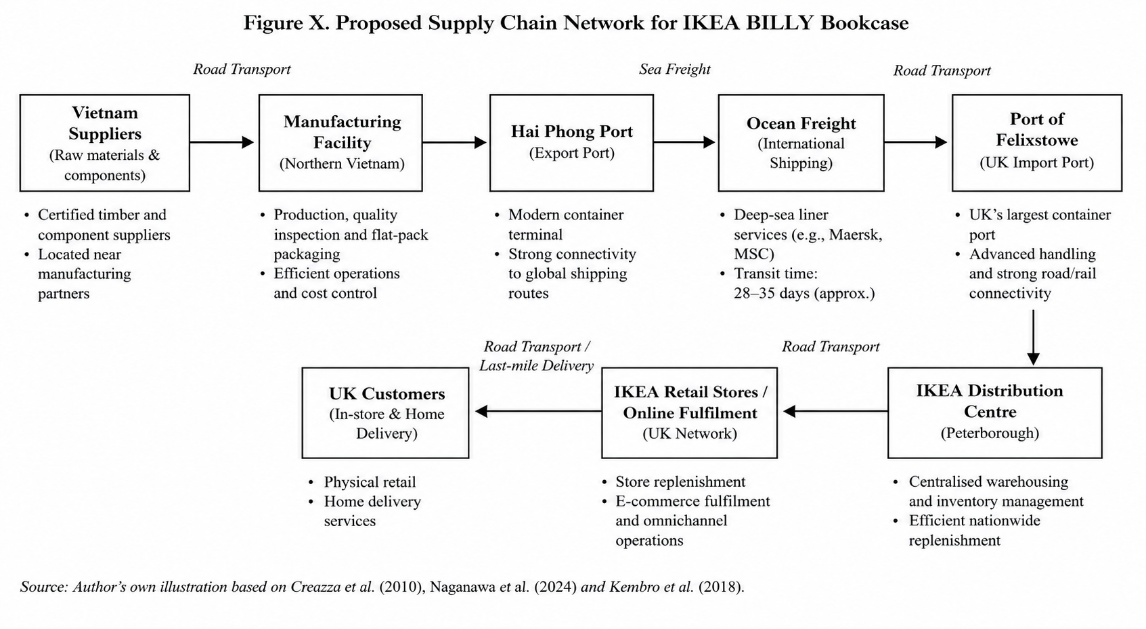 Figure X. Proposed Supply Chain Network for IKEA BILLY Bookcase
Road Transport
Sea Freight
Road Transport
Vietnam
Suppliers
(Raw materials &
components)
Manufacturing
Facility
(Northern Vietnam)
Hai Phong Port
(Export Port)
Ocean Freight
(International
Shipping)
Port of
Felixstowe
(UK Import Port)
• Certified timber and
component suppliers
• Located near
manufacturing
partners
• Production, quality
inspection and flat-pack
packaging
• Efficient operations
and cost control
• Modern container
terminal
• Strong connectivity
to global shipping
routes
• Deep-sea liner
services (e.g., Maersk,
MSC)
• Transit time:
28–35 days (approx.)
• UK's largest container
port
• Advanced handling
and strong road/rail
connectivity
Road Transport /
Last-mile Delivery
Road Transport
UK Customers
(In-store & Home
Delivery)
IKEA Retail Stores /
Online Fulfilment
(UK Network)
IKEA Distribution
Centre
(Peterborough)
• Physical retail
• Home delivery
services
• Store replenishment
• E-commerce fulfilment
and omnichannel
operations
• Centralised warehousing
and inventory management
• Efficient nationwide
replenishment
Source: Author's own illustration based on Creazza et al. (2010), Naganawa et al. (2024) and Kembro et al. (2018).